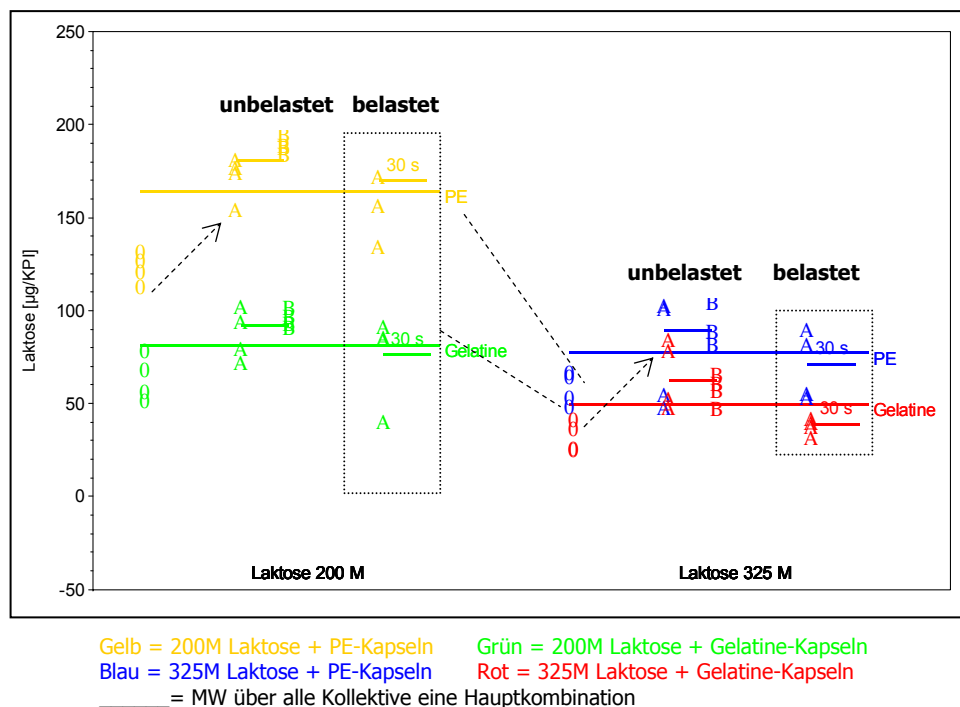 250
200
150
100
50
0
-50
Laktose [µg/KPI]
unbelastet belastet
30 s
PE
30 s
Gelatine
unbelastet belastet
30 s
PE
30 s
Gelatine
Laktose 200 M
Laktose 325 M
Gelb = 200M Laktose + PE-Kapseln Grün = 200M Laktose + Gelatine-Kapseln
Blau = 325M Laktose + PE-Kapseln Rot = 325M Laktose + Gelatine-Kapseln
_______= MW über alle Kollektive eine Hauptkombination